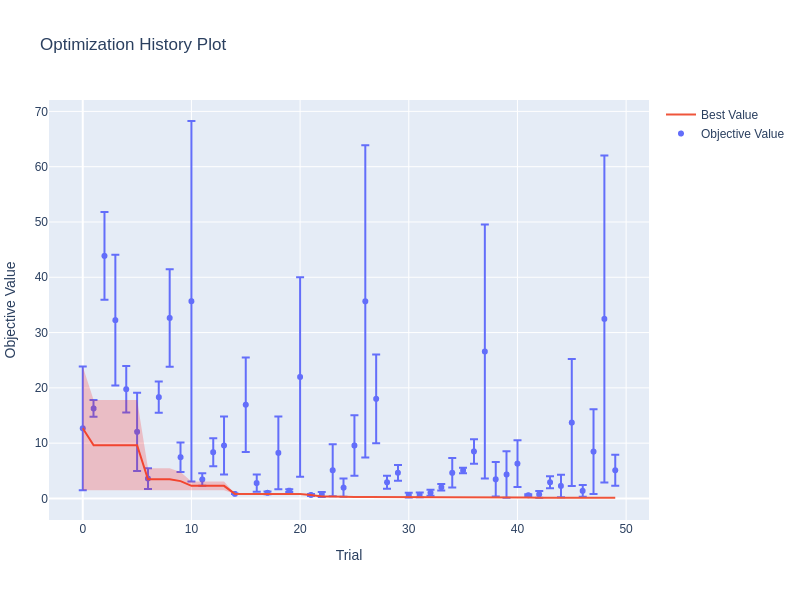 Optimization History Plot
Best Value
Objective Value
70
60
50
40
30
20
10
0
Objective Value
0 10 20 30 40 50
Trial